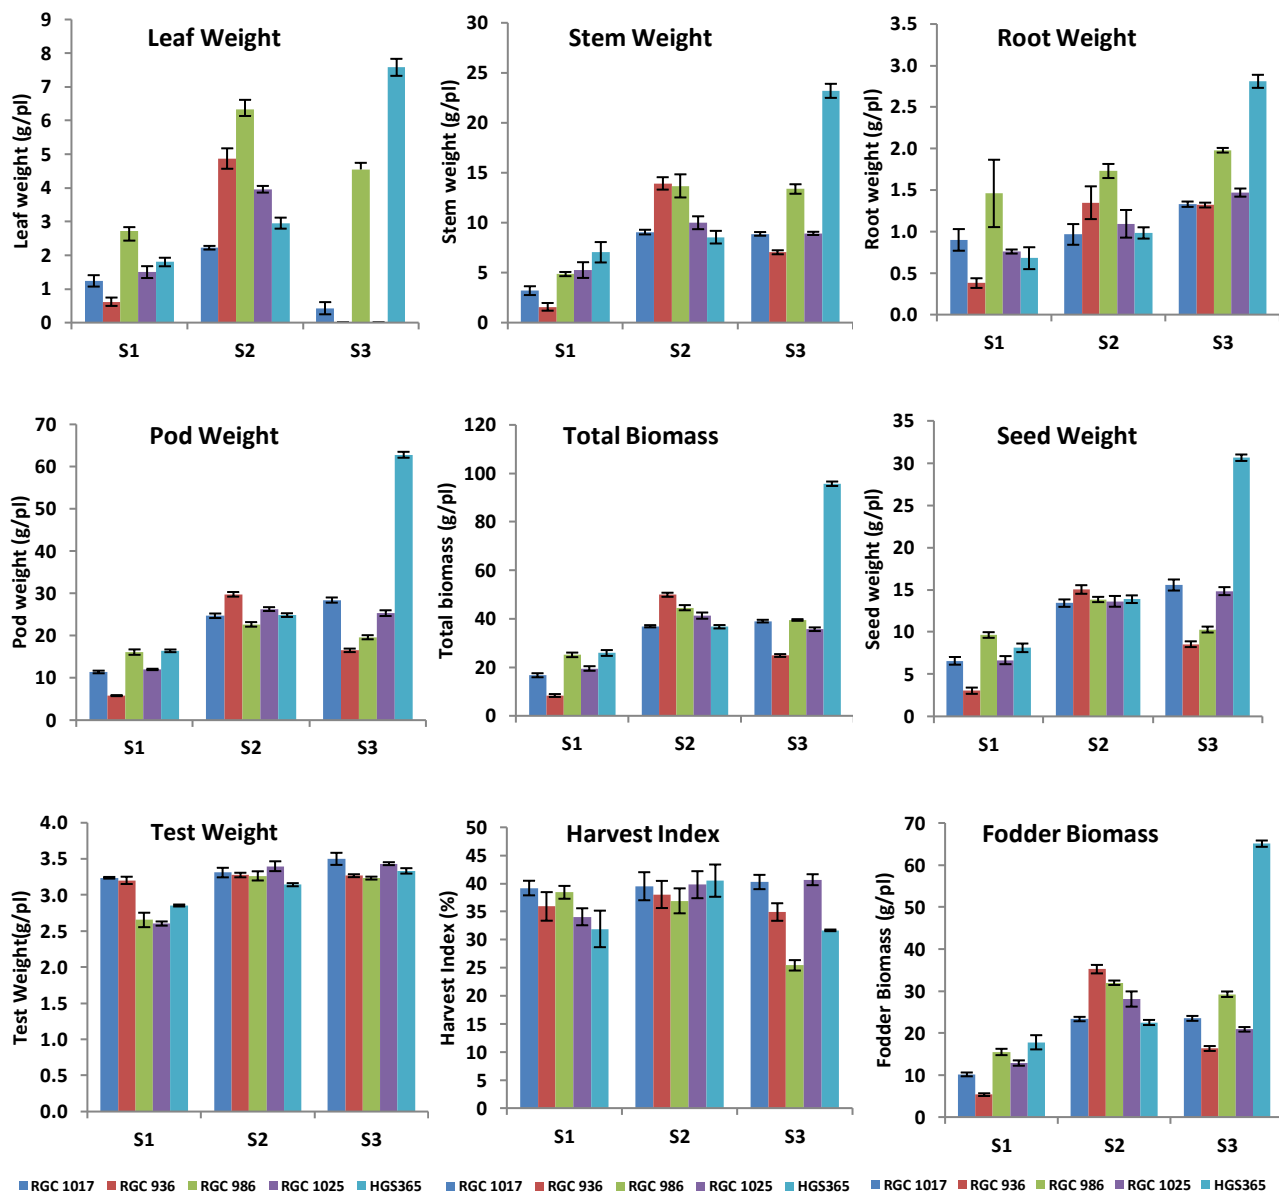 Leaf Weight
Leaf weight (g/pl)
9
8
7
6
5
4
3
2
1
0
S1 S2 S3
Stem Weight
Stem weight (g/pl)
30
25
20
15
10
5
0
S1 S2 S3
Root Weight
Root weight (g/pl)
3.5
3.0
2.5
2.0
1.5
1.0
0.5
0.0
S1 S2 S3
Pod Weight
Pod weight (g/pl)
70
60
50
40
30
20
10
0
S1 S2 S3
Total Biomass
Total biomass (g/pl)
120
100
80
60
40
20
0
S1 S2 S3
Seed Weight
Seed weight (g/pl)
35
30
25
20
15
10
5
0
S1 S2 S3
Test Weight
Test Weight(g/pl)
4.0
3.5
3.0
2.5
2.0
1.5
1.0
0.5
0.0
S1 S2 S3
Harvest Index
Harvest Index (%)
50
45
40
35
30
25
20
15
10
5
0
S1 S2 S3
Fodder Biomass
Fodder Biomass (g/pl)
70
60
50
40
30
20
10
0
S1 S2 S3
RGC 1017 RGC 936 RGC 986 RGC 1025 HGS365
RGC 1017 RGC 936 RGC 986 RGC 1025 HGS365
RGC 1017 RGC 936 RGC 986 RGC 1025 HGS365